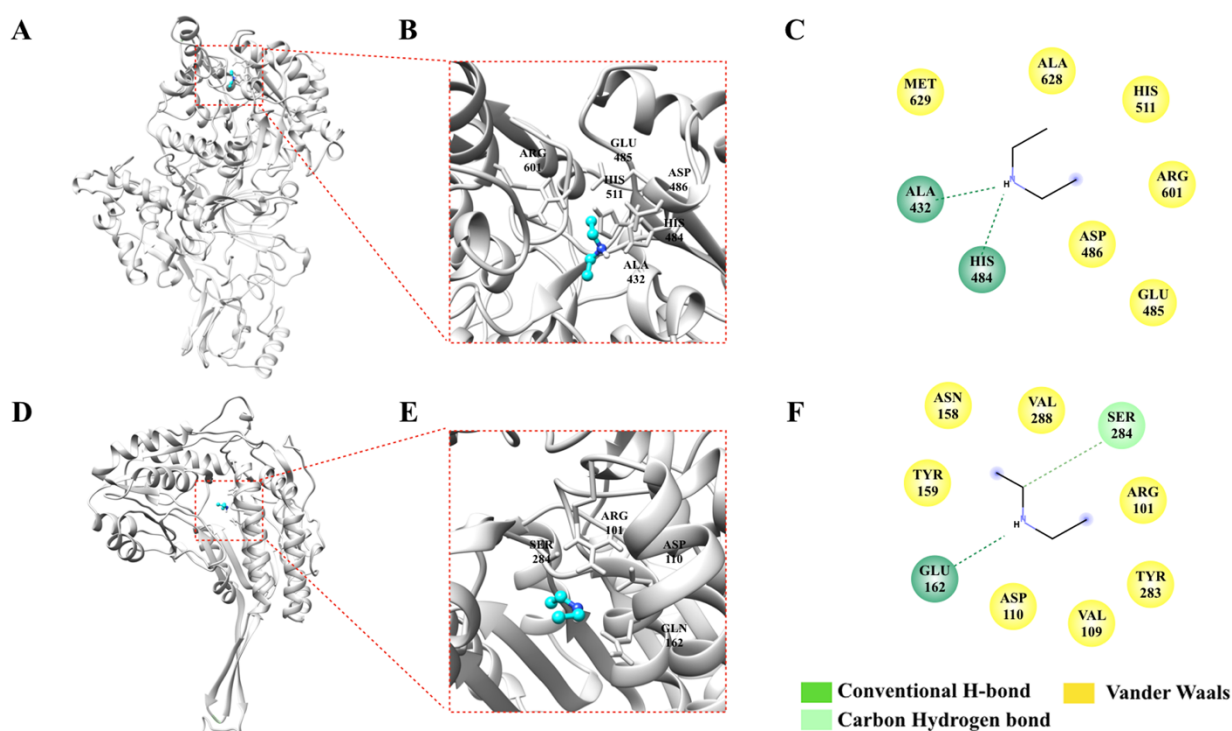 A
B
C
ARG
601
GLU
485
HIS
511
ASP
486
HIS
484
ALA
432
MET
629
ALA
628
HIS
511
ALA
432
H
ARG
601
HIS
484
ASP
486
GLU
485
D
E
F
SER
284
ARG
101
ASP
110
GLN
162
ASN
158
VAL
288
SER
284
TYR
159
ARG
101
H
GLU
162
ASP
110
VAL
109
TYR
283
Conventional H-bond
Vander Waals
Carbon Hydrogen bond